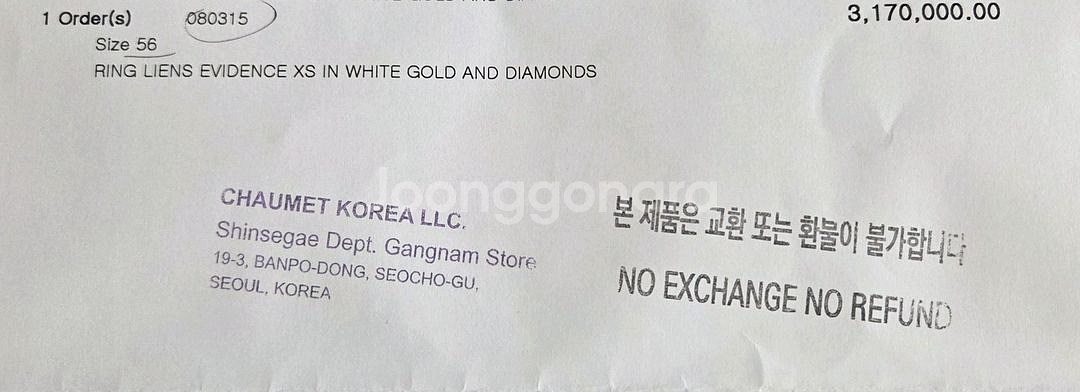 1 Order(s) 080315 3,170,000.00
Size 56
RING LIENS EVIDENCE XS IN WHITE GOLD AND DIAMONDS
joonggonara
CHAUMET KOREA LLC.
Shinsegae Dept. Gangnam Store
19-3, BANPO-DONG, SEOCHO-GU,
SEOUL, KOREA
본 제품은 교환 또는 환불이 불가합니다
NO EXCHANGE NO REFUND